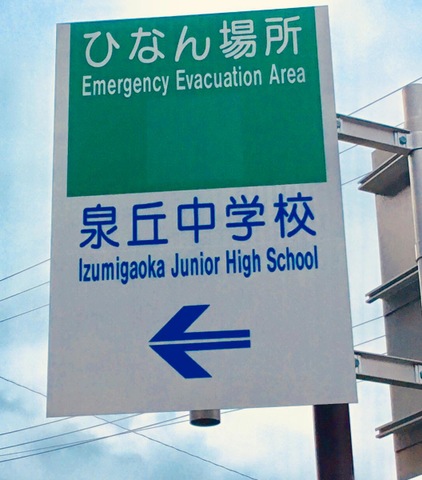 ひなん場所
Emergency Evacuation Area
泉丘中学校
Izumigaoka Junior High School